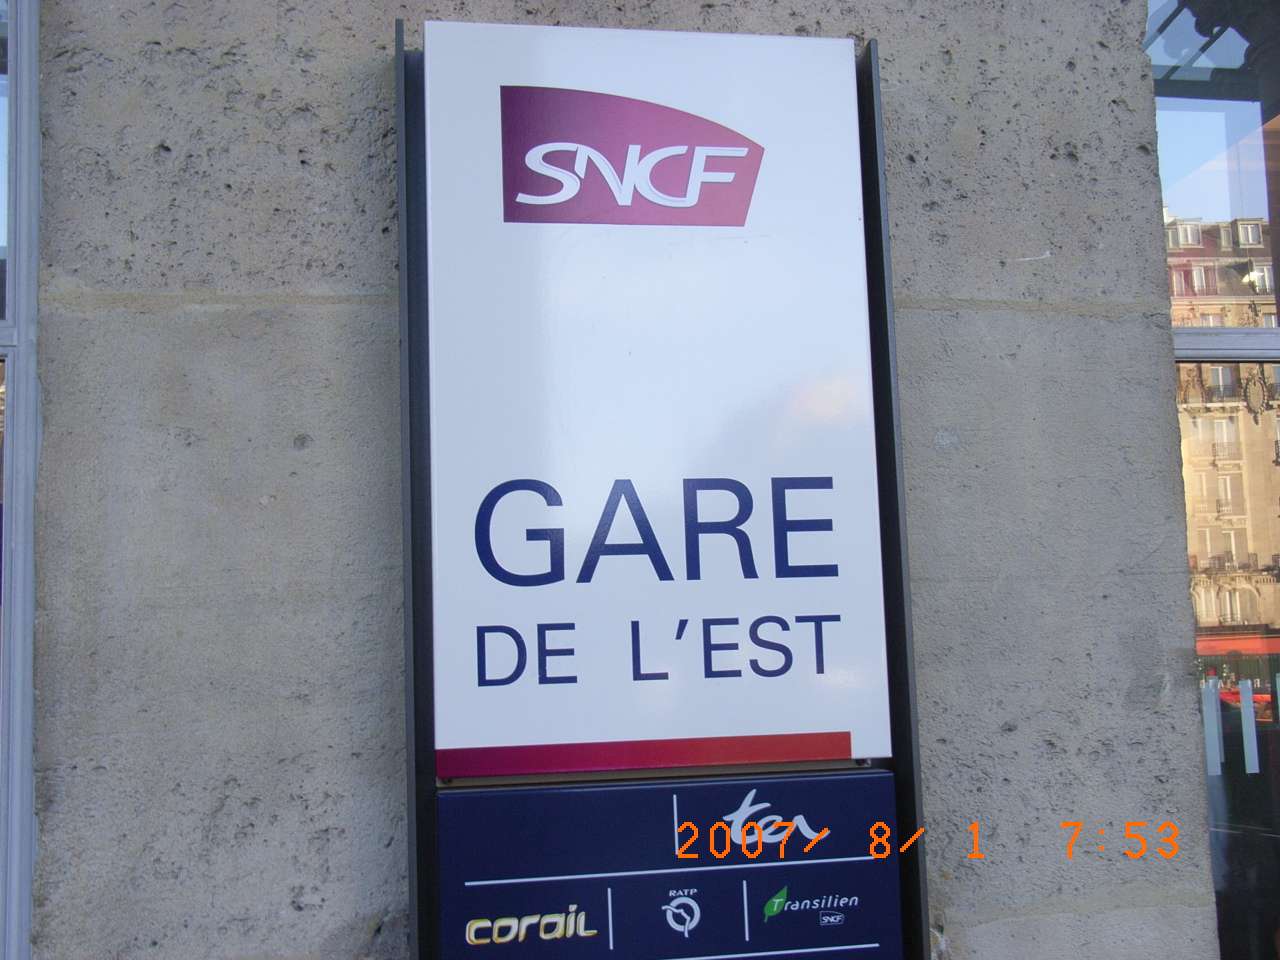 SNCF
GARE
DE L'EST
ter
2007/ 8/ 1 7:53
corail
RATP
Transilien
SNCF